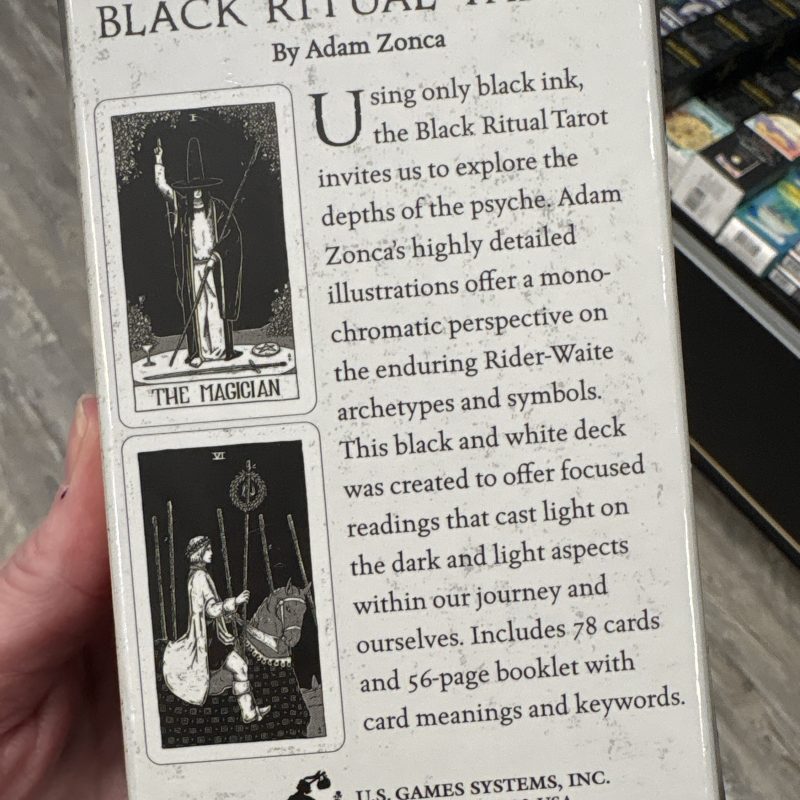 BLACK RITUAL
By Adam Zonca
I
THE MAGICIAN
VI
Using only black ink,
the Black Ritual Tarot
invites us to explore the
depths of the psyche. Adam
Zonca's highly detailed
illustrations offer a mono-
chromatic perspective on
the enduring Rider-Waite
archetypes and symbols.
This black and white deck
was created to offer focused
readings that cast light on
the dark and light aspects
within our journey and
ourselves. Includes 78 cards
and 56-page booklet with
card meanings and keywords.
U.S. GAMES SYSTEMS, INC.
USA